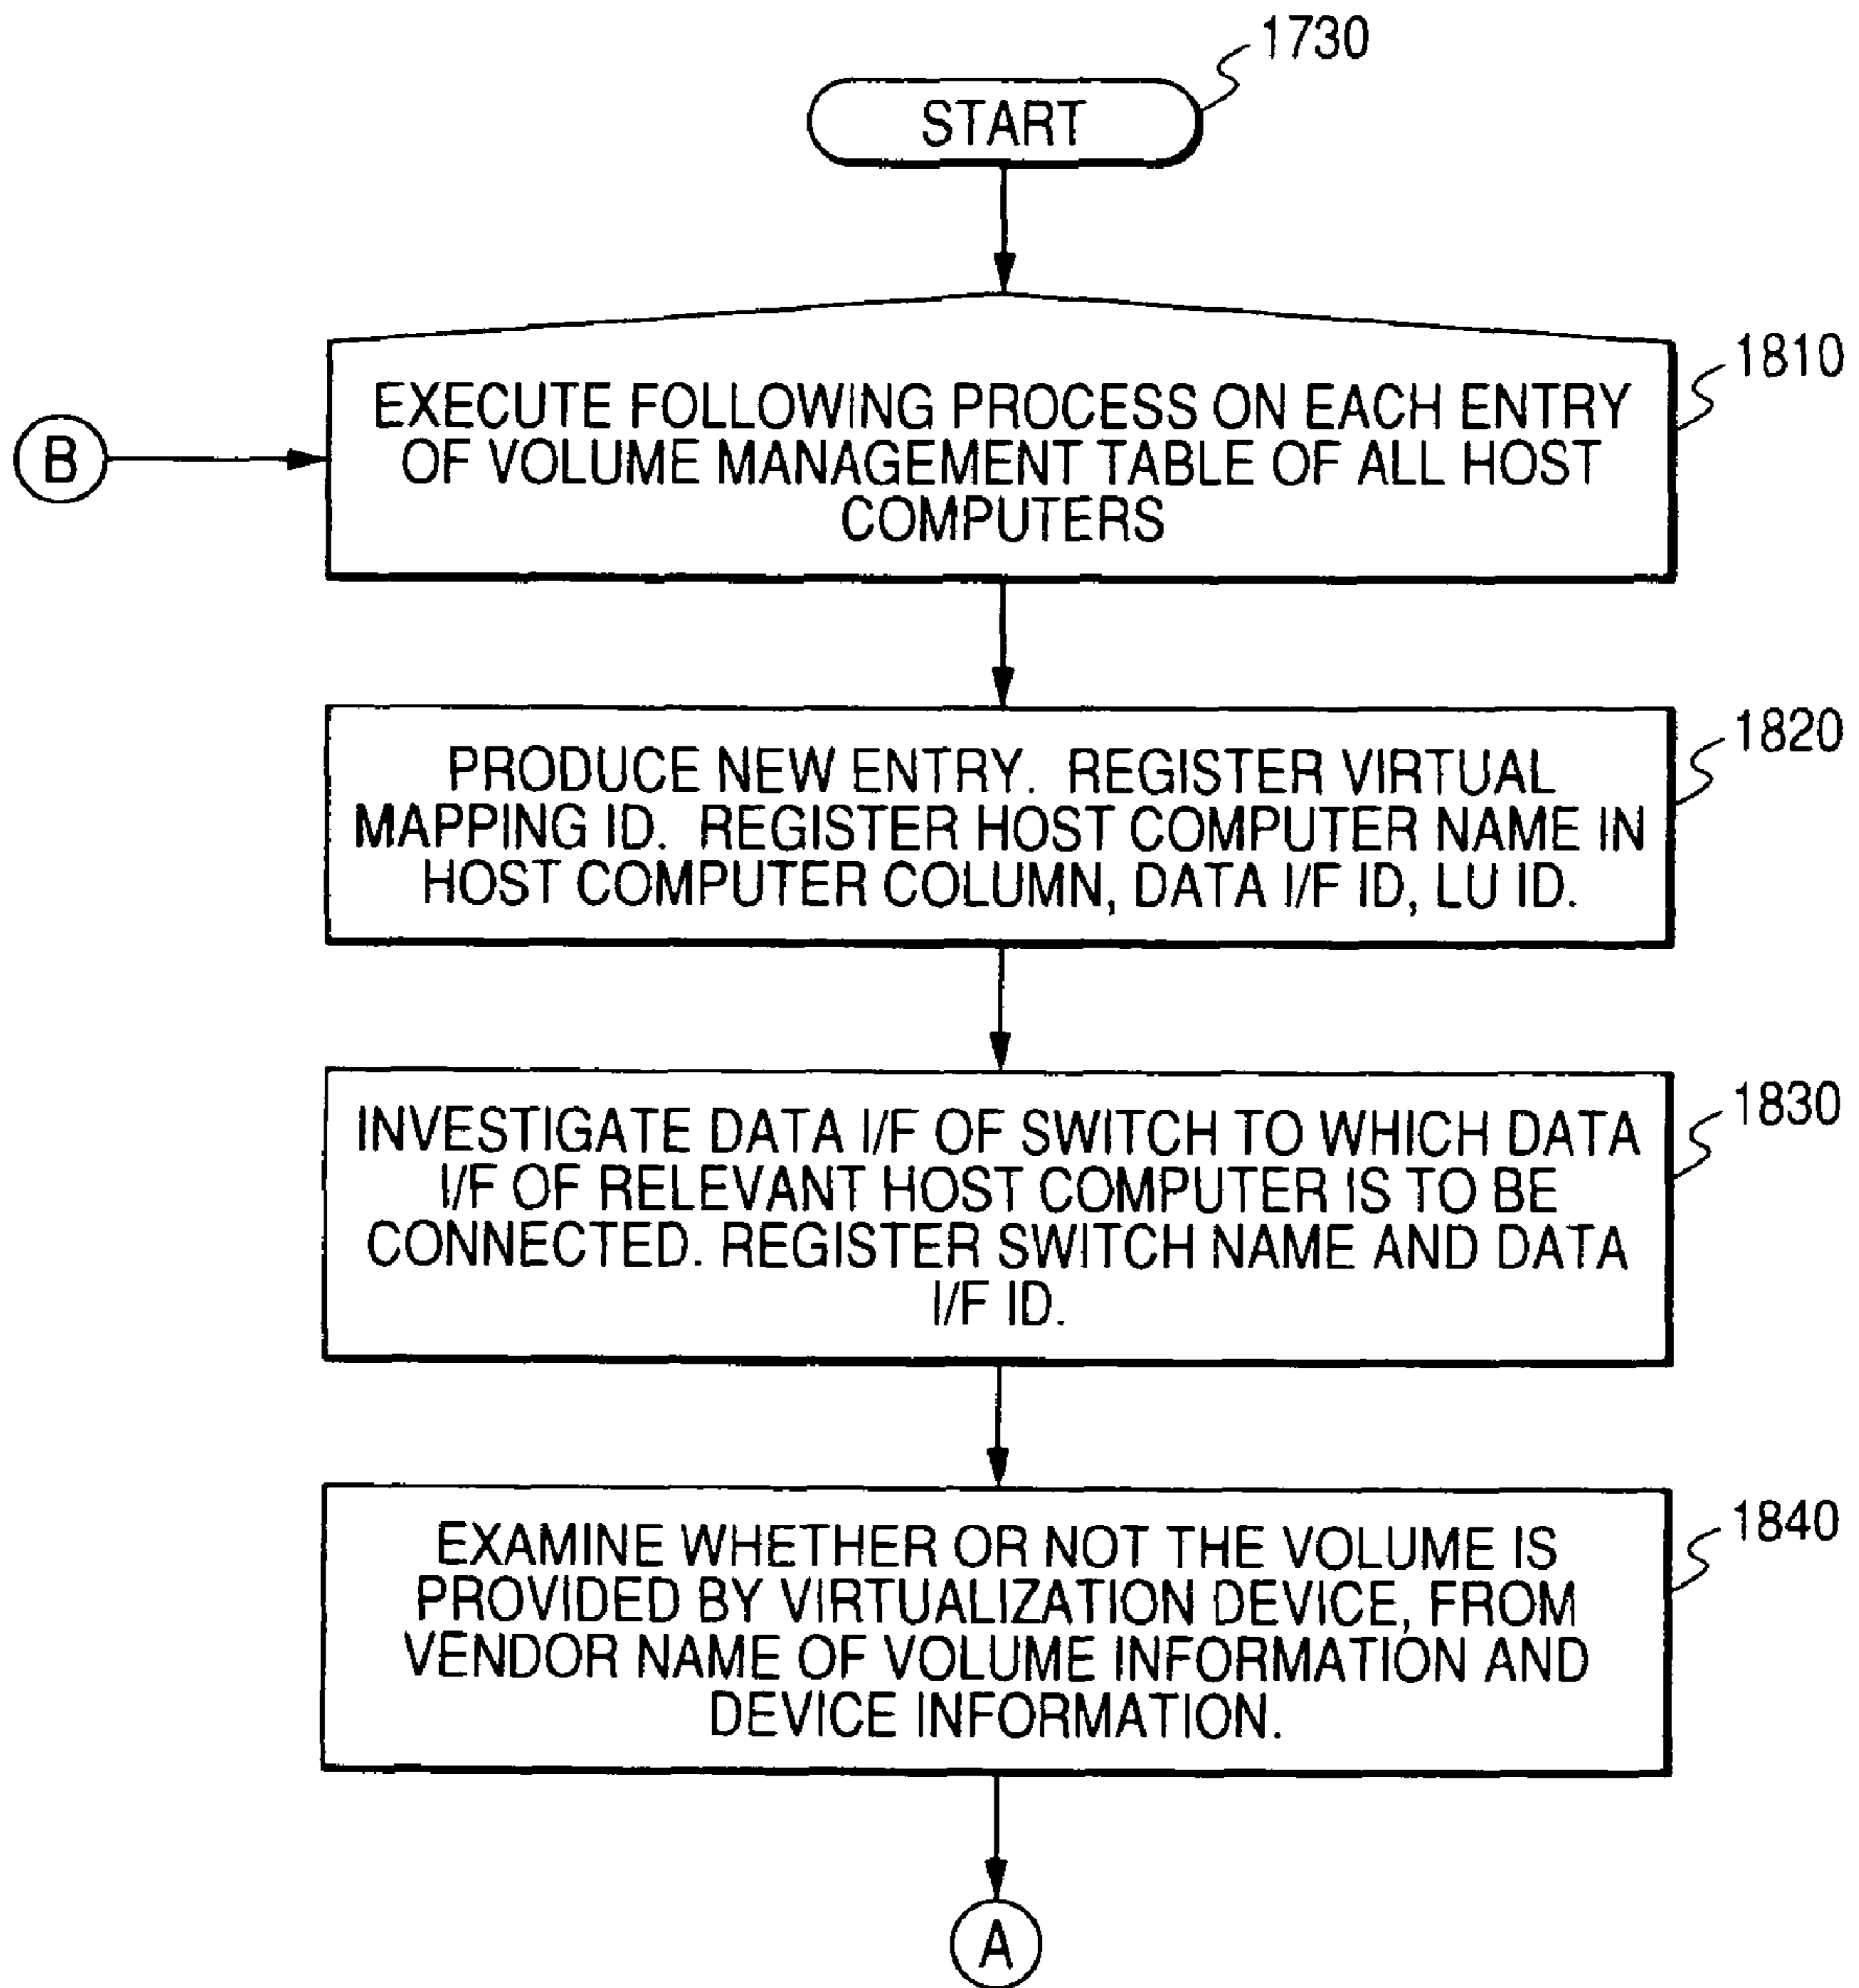 1730
START
1810
EXECUTE FOLLOWING PROCESS ON EACH ENTRY
OF VOLUME MANAGEMENT TABLE OF ALL HOST
COMPUTERS
B
1820
PRODUCE NEW ENTRY. REGISTER VIRTUAL
MAPPING ID. REGISTER HOST COMPUTER NAME IN
HOST COMPUTER COLUMN, DATA I/F ID, LU ID.
1830
INVESTIGATE DATA I/F OF SWITCH TO WHICH DATA
I/F OF RELEVANT HOST COMPUTER IS TO BE
CONNECTED. REGISTER SWITCH NAME AND DATA
I/F ID.
1840
EXAMINE WHETHER OR NOT THE VOLUME IS
PROVIDED BY VIRTUALIZATION DEVICE, FROM
VENDOR NAME OF VOLUME INFORMATION AND
DEVICE INFORMATION.
A